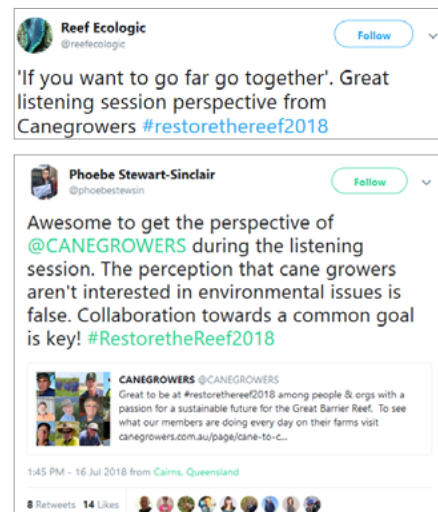 Reef Ecologic
@reefecologic
Follow
'If you want to go far go together'. Great
listening session perspective from
Canegrowers #restorethereef2018
Phoebe Stewart-Sinclair
@phoebestewsin
Follow
Awesome to get the perspective of
@CANEGROWERS during the listening
session. The perception that cane growers
aren't interested in environmental issues is
false. Collaboration towards a common goal
is key! #RestoretheReef2018
CANEGROWERS @CANEGROWERS
Great to be at #restorethereef2018 among people & orgs with a
passion for a sustainable future for the Great Barrier Reef. To see
what our members are doing every day on their farms visit
canegrowers.com.au/page/cane-to-c...
1:45 PM - 16 Jul 2018 from Cairns, Queensland
8 Retweets 14 Likes